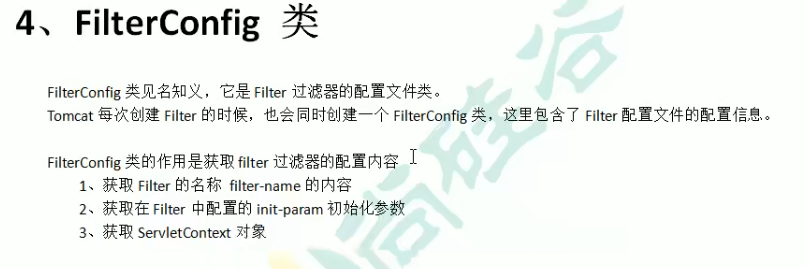 4、FilterConfig 类
FilterConfig 类见名知义，它是 Filter 过滤器的配置文件类。
Tomcat 每次创建 Filter 的时候，也会同时创建一个 FilterConfig 类，这里包含了 Filter 配置文件的配置信息。
FilterConfig 类的作用是获取 filter 过滤器的配置内容
1、获取 Filter 的名称 filter-name 的内容
2、获取在 Filter 中配置的 init-param 初始化参数
3、获取 ServletContext 对象
尚硅谷